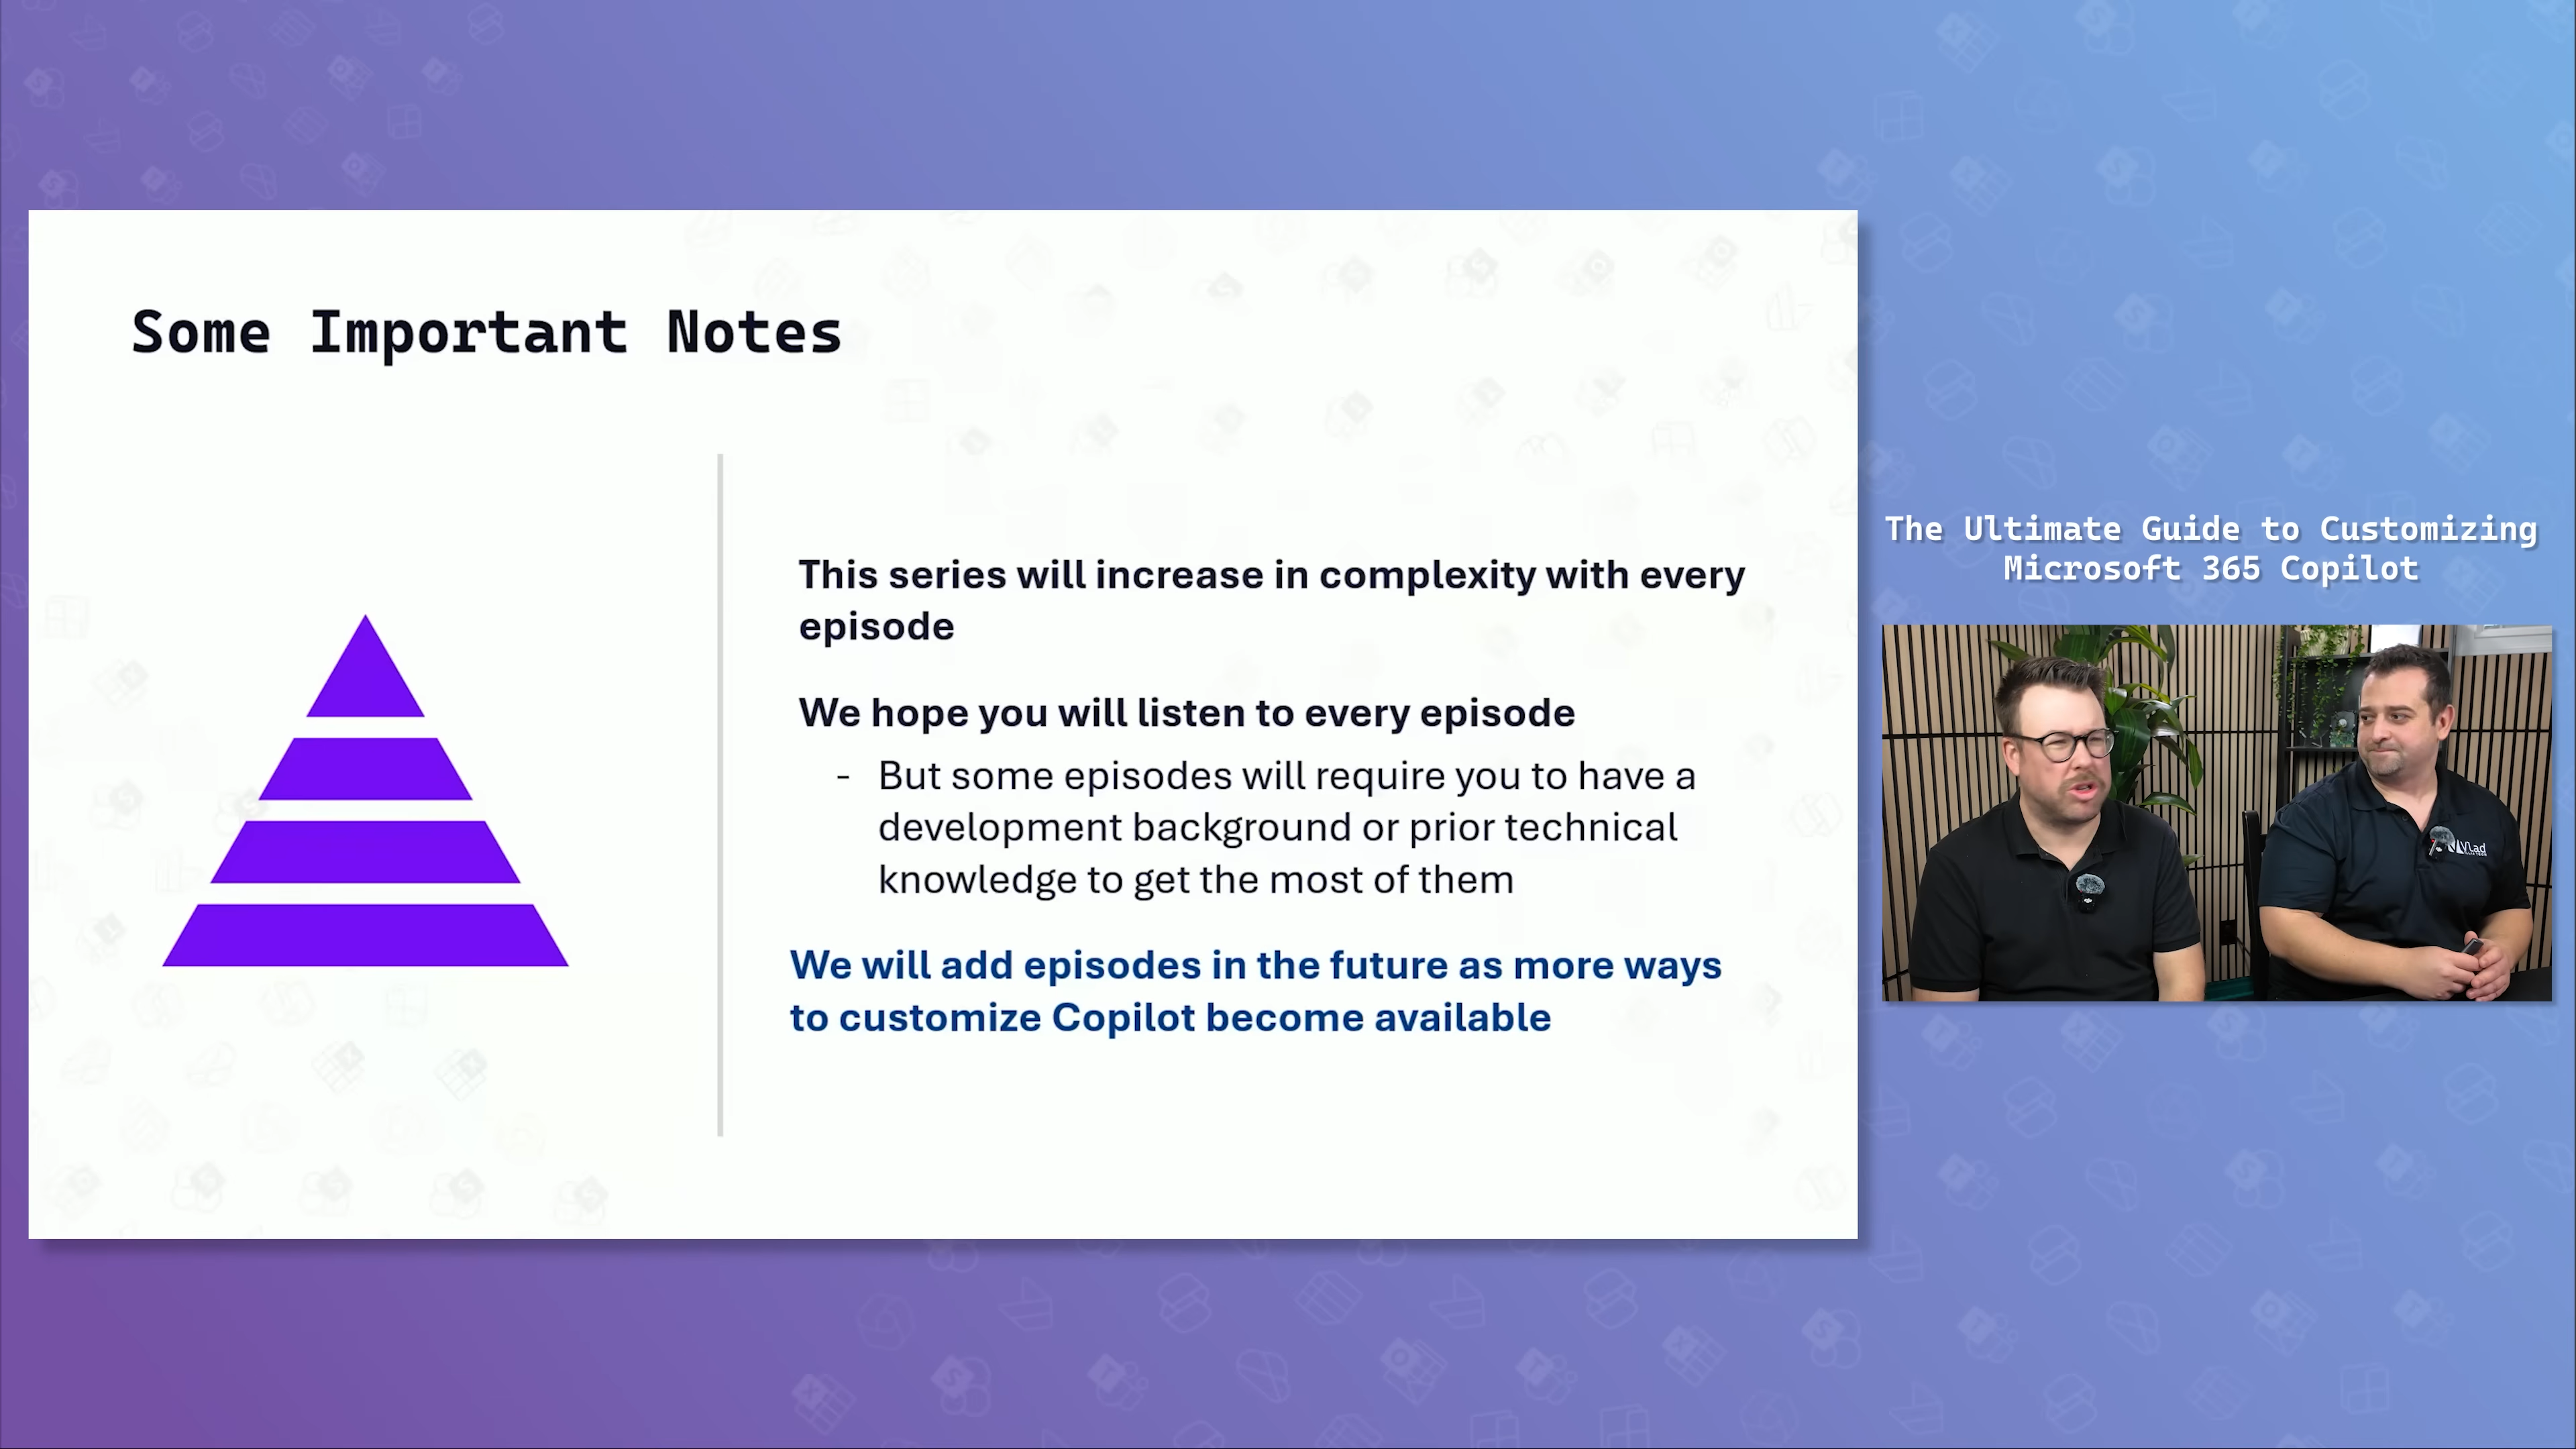 Some Important Notes
This series will increase in complexity with every
episode
We hope you will listen to every episode
- But some episodes will require you to have a
development background or prior technical
knowledge to get the most of them
We will add episodes in the future as more ways
to customize Copilot become available
The Ultimate Guide to Customizing
Microsoft 365 Copilot
Vlad